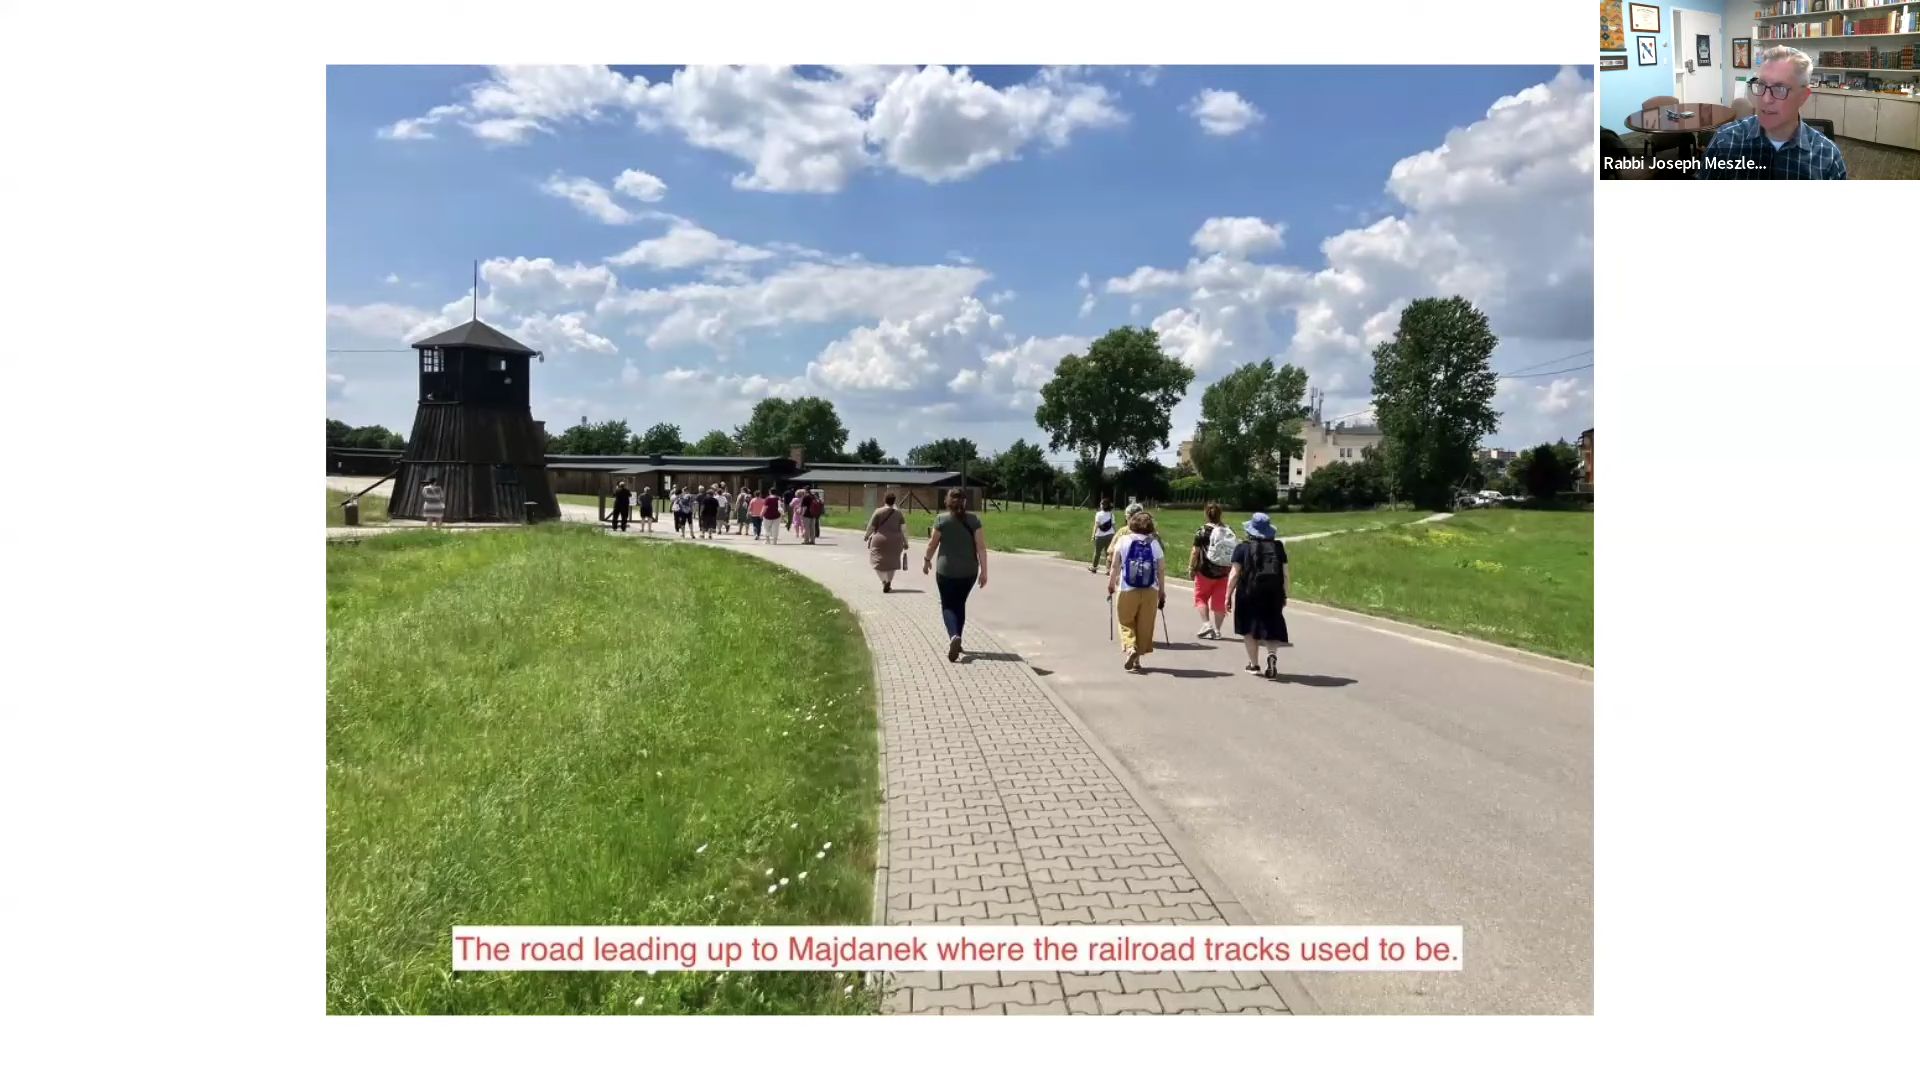 Rabbi Joseph Meszle...
The road leading up to Majdanek where the railroad tracks used to be.